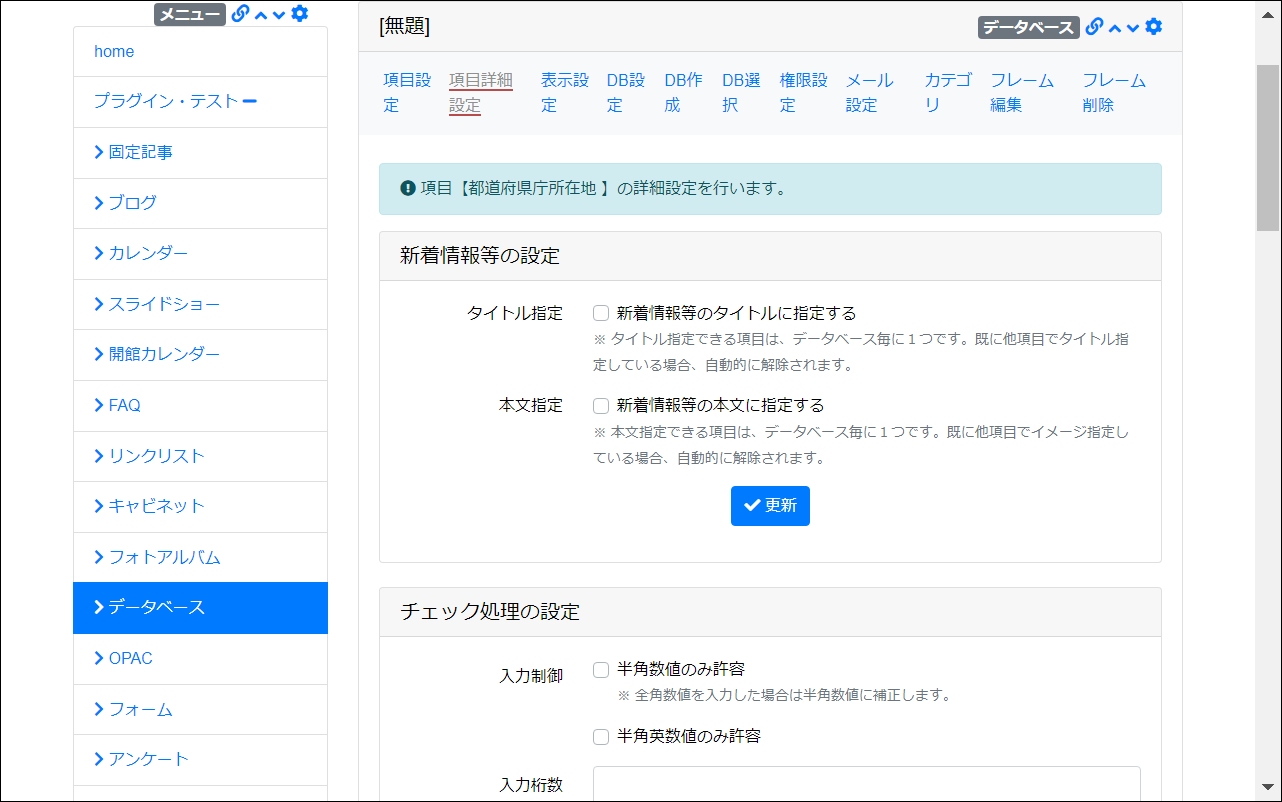 メニュー
home
プラグイン・テスト
固定記事
ブログ
カレンダー
スライドショー
開館カレンダー
FAQ
リンクリスト
キャビネット
フォトアルバム
データベース
OPAC
フォーム
アンケート
[無題]
データベース
項目設定
項目詳細設定
表示設定
DB設定
DB作成
DB選択
権限設定
メール設定
カテゴリ
フレーム編集
フレーム削除
項目【都道府県庁所在地 】の詳細設定を行います。
新着情報等の設定
タイトル指定
新着情報等のタイトルに指定する
※ タイトル指定できる項目は、データベース毎に１つです。既に他項目でタイトル指
定している場合、自動的に解除されます。
本文指定
新着情報等の本文に指定する
※ 本文指定できる項目は、データベース毎に１つです。既に他項目でイメージ指定し
ている場合、自動的に解除されます。
更新
チェック処理の設定
入力制御
半角数値のみ許容
※ 全角数値を入力した場合は半角数値に補正します。
半角英数値のみ許容
入力桁数